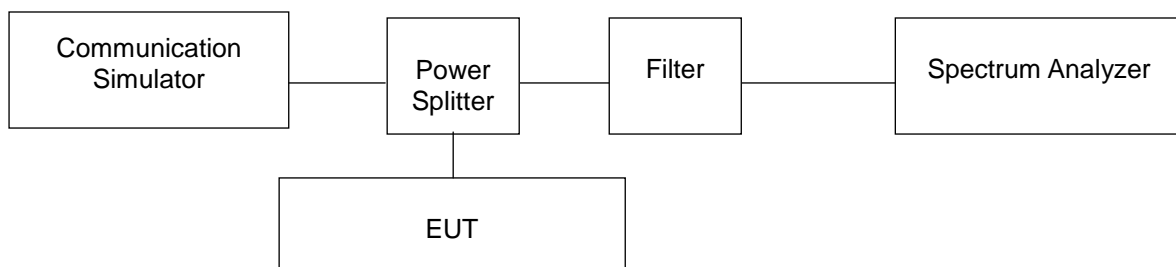 Communication
Simulator
Power
Splitter
Filter
Spectrum Analyzer
EUT